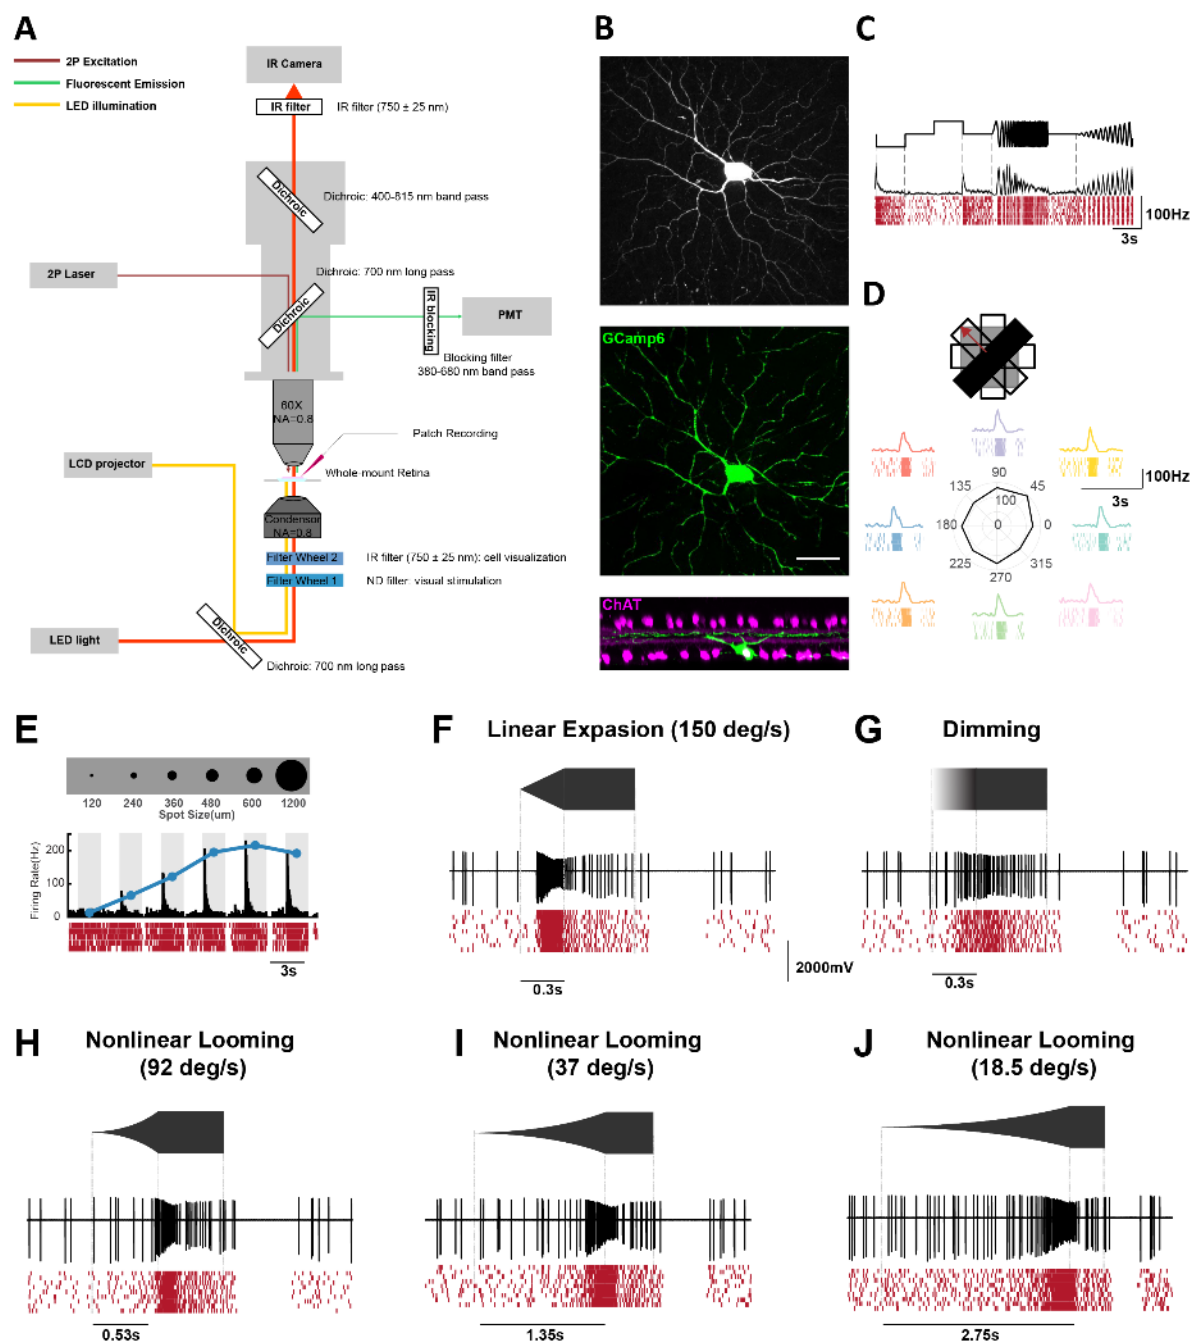 A
2P Excitation
Fluorescent Emission
LED illumination
IR Camera
IR filter
IR filter (750 ± 25 nm)
Dichroic
Dichroic: 400-815 nm band pass
2P Laser
Dichroic: 700 nm long pass
Dichroic
IR blocking
PMT
Blocking filter
380-680 nm band pass
60X
NA=0.8
Patch Recording
LCD projector
Whole-mount Retina
Condensor
NA=0.8
Filter Wheel 2
IR filter (750 ± 25 nm): cell visualization
Filter Wheel 1
ND filter: visual stimulation
LED light
Dichroic
Dichroic: 700 nm long pass
B
GCamp6
ChAT
C
100Hz
3s
D
90
135
45
100
180
0
0
225
315
270
100Hz
3s
E
120 240 360 480 600 1200
Spot Size(um)
Firing Rate(Hz)
200
100
0
3s
F
Linear Expasion (150 deg/s)
0.3s
2000mV
G
Dimming
0.3s
H
Nonlinear Looming
(92 deg/s)
0.53s
I
Nonlinear Looming
(37 deg/s)
1.35s
J
Nonlinear Looming
(18.5 deg/s)
2.75s